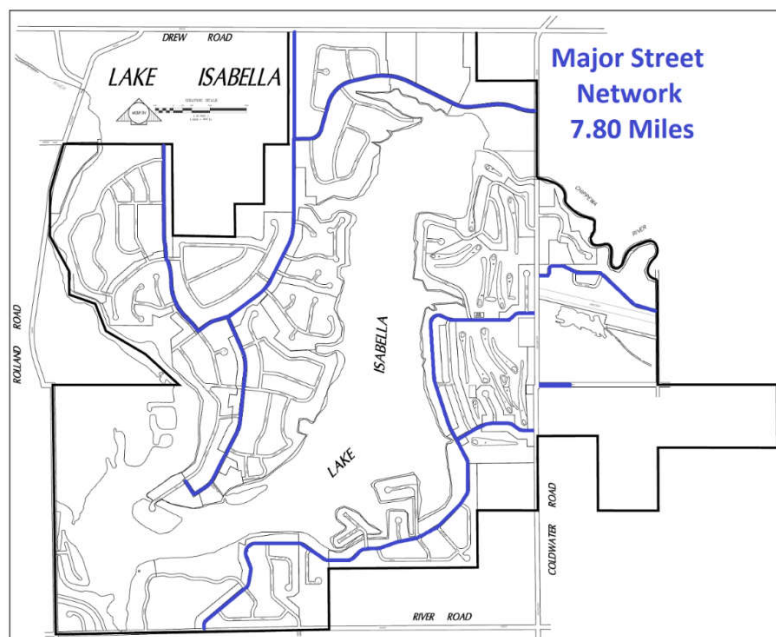 DREW ROAD
LAKE ISABELLA
NORTH
Major Street
Network
7.80 Miles
CHIPPEWA
RIVER
ROLLAND ROAD
ISABELLA
LAKE
COLDWATER ROAD
RIVER ROAD